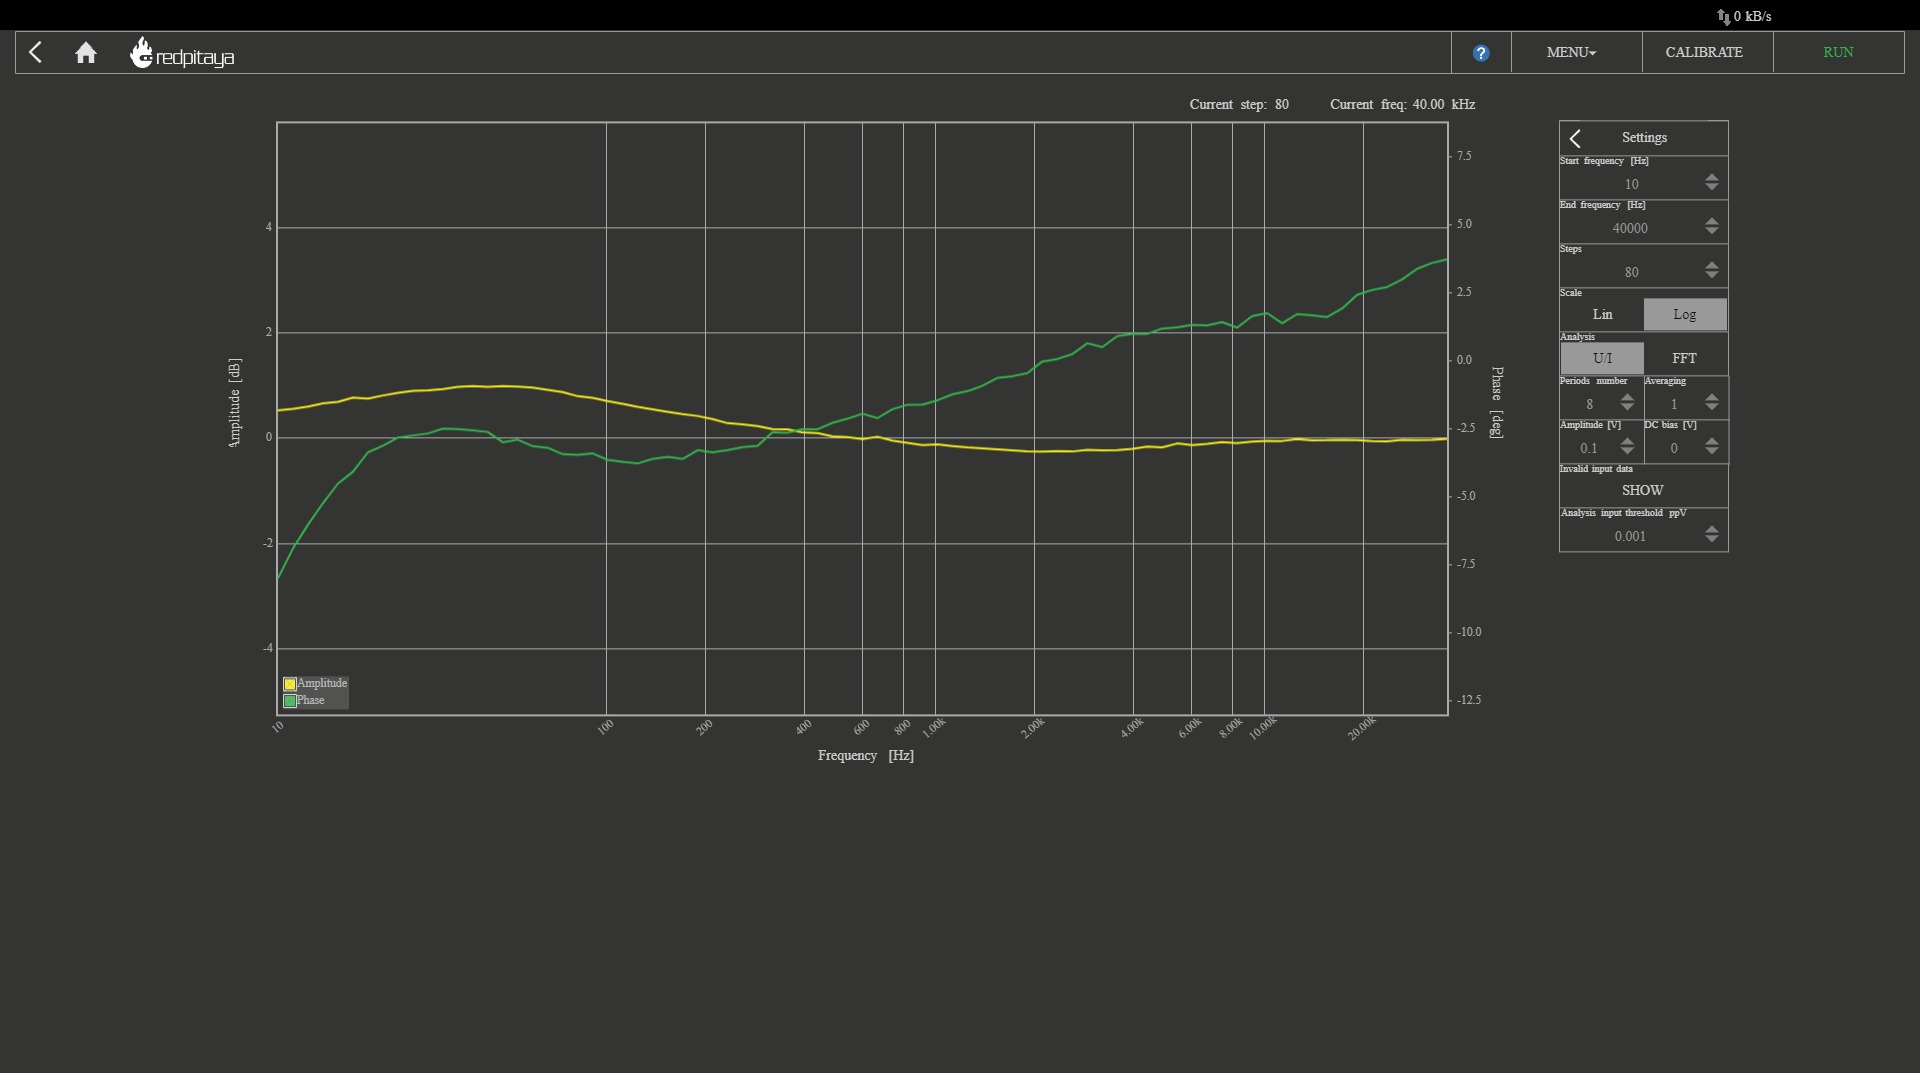 0 kB/s
redpitaya
?
MENU
CALIBRATE
RUN
Current step: 80
Current freq: 40.00 kHz
Settings
Start frequency [Hz]
10
End frequency [Hz]
40000
Steps
80
Scale
Lin
Log
Analysis
U/I
FFT
Periods number
Averaging
8
1
Amplitude [V]
DC bias [V]
0.1
0
Invalid input data
SHOW
Analysis input threshold ppV
0.001
Amplitude [dB]
4
2
0
-2
-4
7.5
5.0
2.5
0.0
-2.5
-5.0
-7.5
-10.0
-12.5
Phase [deg]
Amplitude
Phase
10
100
200
400
600
800
1.00k
2.00k
4.00k
6.00k
8.00k
10.00k
20.00k
Frequency [Hz]